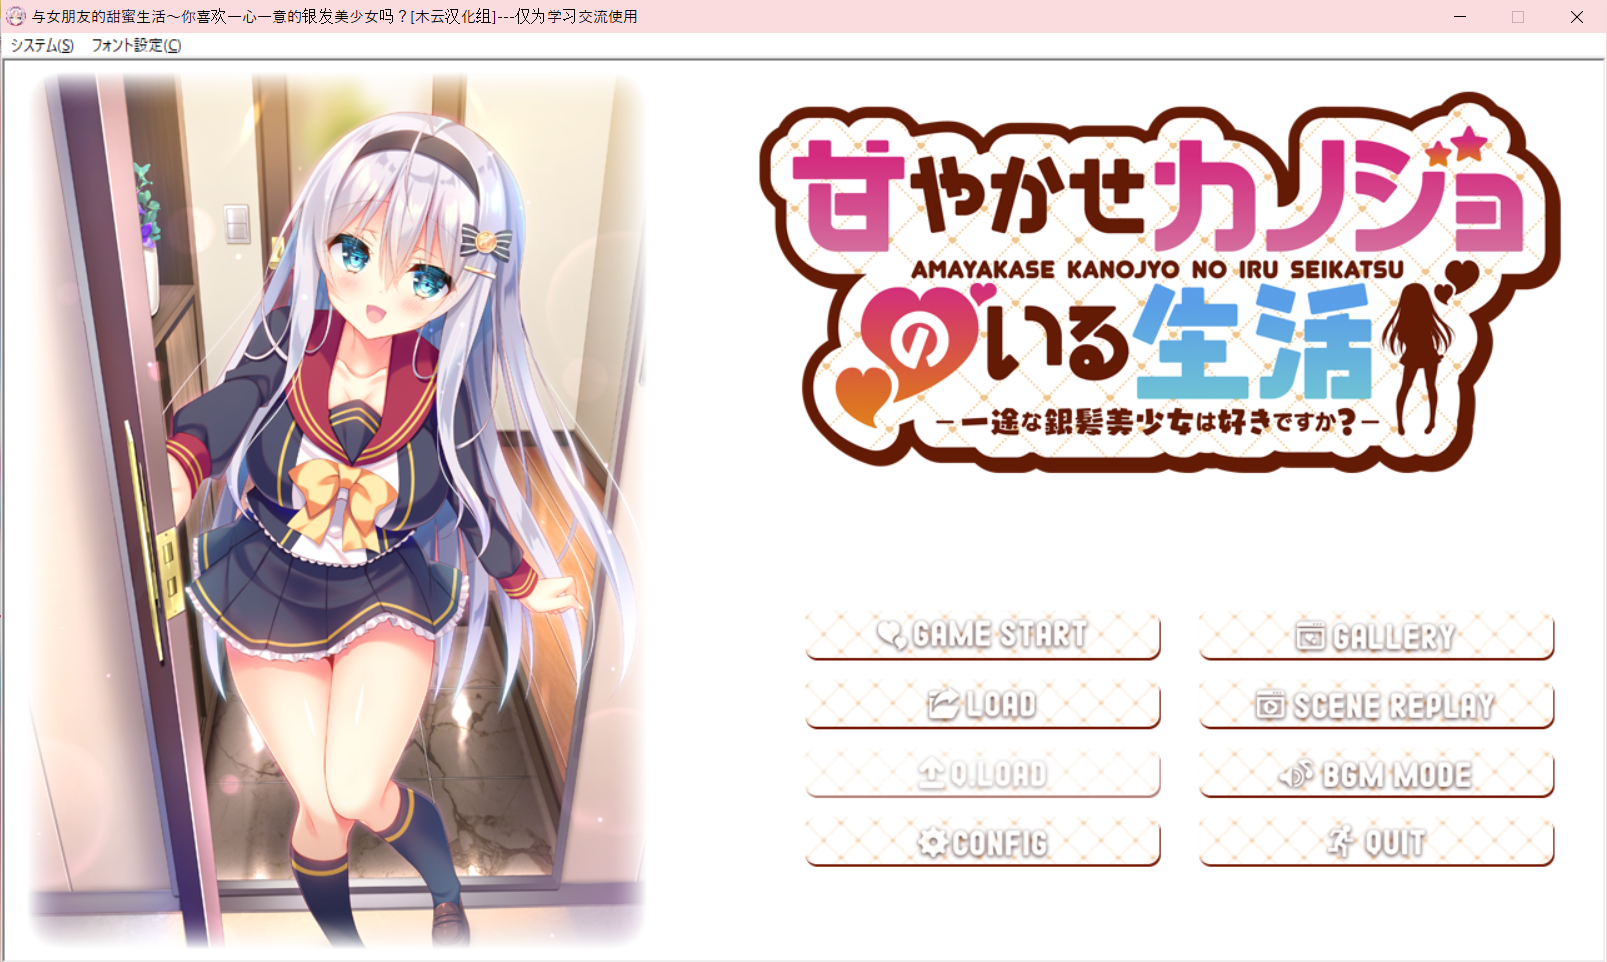 与女朋友的甜蜜生活～你喜欢一心一意的银发美少女吗？[木云汉化组]---仅为学习交流使用
システム(S) フォント設定(C)
甘やかせカノジョ
AMAYAKASE KANOJYO NO IRU SEIKATSU
のいる生活
－一途な銀髪美少女は好きですか？－
GAME START
GALLERY
LOAD
SCENE REPLAY
Q.LOAD
BGM MODE
CONFIG
QUIT